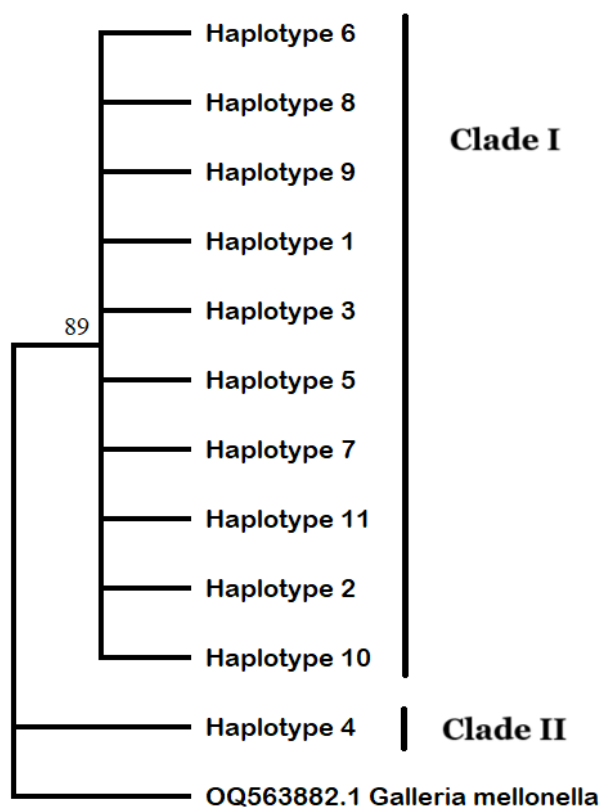 Haplotype 6
Haplotype 8
Clade I
Haplotype 9
Haplotype 1
Haplotype 3
89
Haplotype 5
Haplotype 7
Haplotype 11
Haplotype 2
Haplotype 10
Haplotype 4
Clade II
OQ563882.1 Galleria mellonella